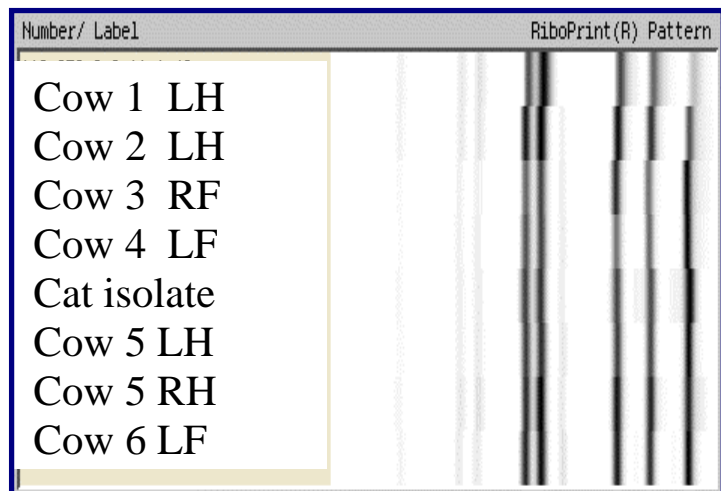 Number/ Label RiboPrint(R) Pattern
Cow 1 LH
Cow 2 LH
Cow 3 RF
Cow 4 LF
Cat isolate
Cow 5 LH
Cow 5 RH
Cow 6 LF